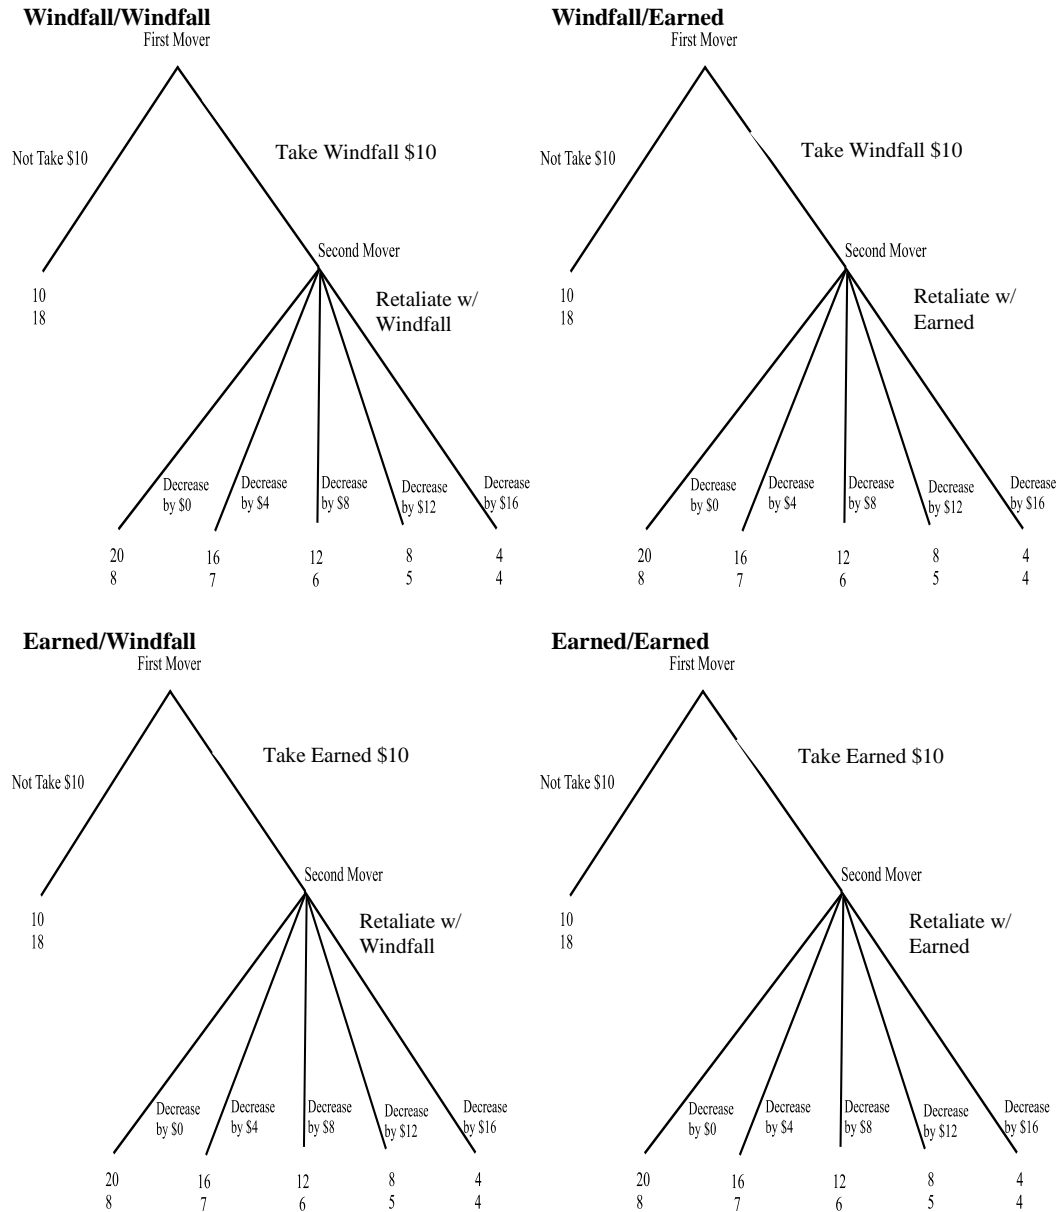 Windfall/Windfall
First Mover
Not Take $10
Take Windfall $10
Second Mover
Retaliate w/
Windfall
10
18
Decrease
by $0
Decrease
by $4
Decrease
by $8
Decrease
by $12
Decrease
by $16
20
8
16
7
12
6
8
5
4
4
Windfall/Earned
First Mover
Not Take $10
Take Windfall $10
Second Mover
Retaliate w/
Earned
10
18
Decrease
by $0
Decrease
by $4
Decrease
by $8
Decrease
by $12
Decrease
by $16
20
8
16
7
12
6
8
5
4
4
Earned/Windfall
First Mover
Not Take $10
Take Earned $10
Second Mover
Retaliate w/
Windfall
10
18
Decrease
by $0
Decrease
by $4
Decrease
by $8
Decrease
by $12
Decrease
by $16
20
8
16
7
12
6
8
5
4
4
Earned/Earned
First Mover
Not Take $10
Take Earned $10
Second Mover
Retaliate w/
Earned
10
18
Decrease
by $0
Decrease
by $4
Decrease
by $8
Decrease
by $12
Decrease
by $16
20
8
16
7
12
6
8
5
4
4